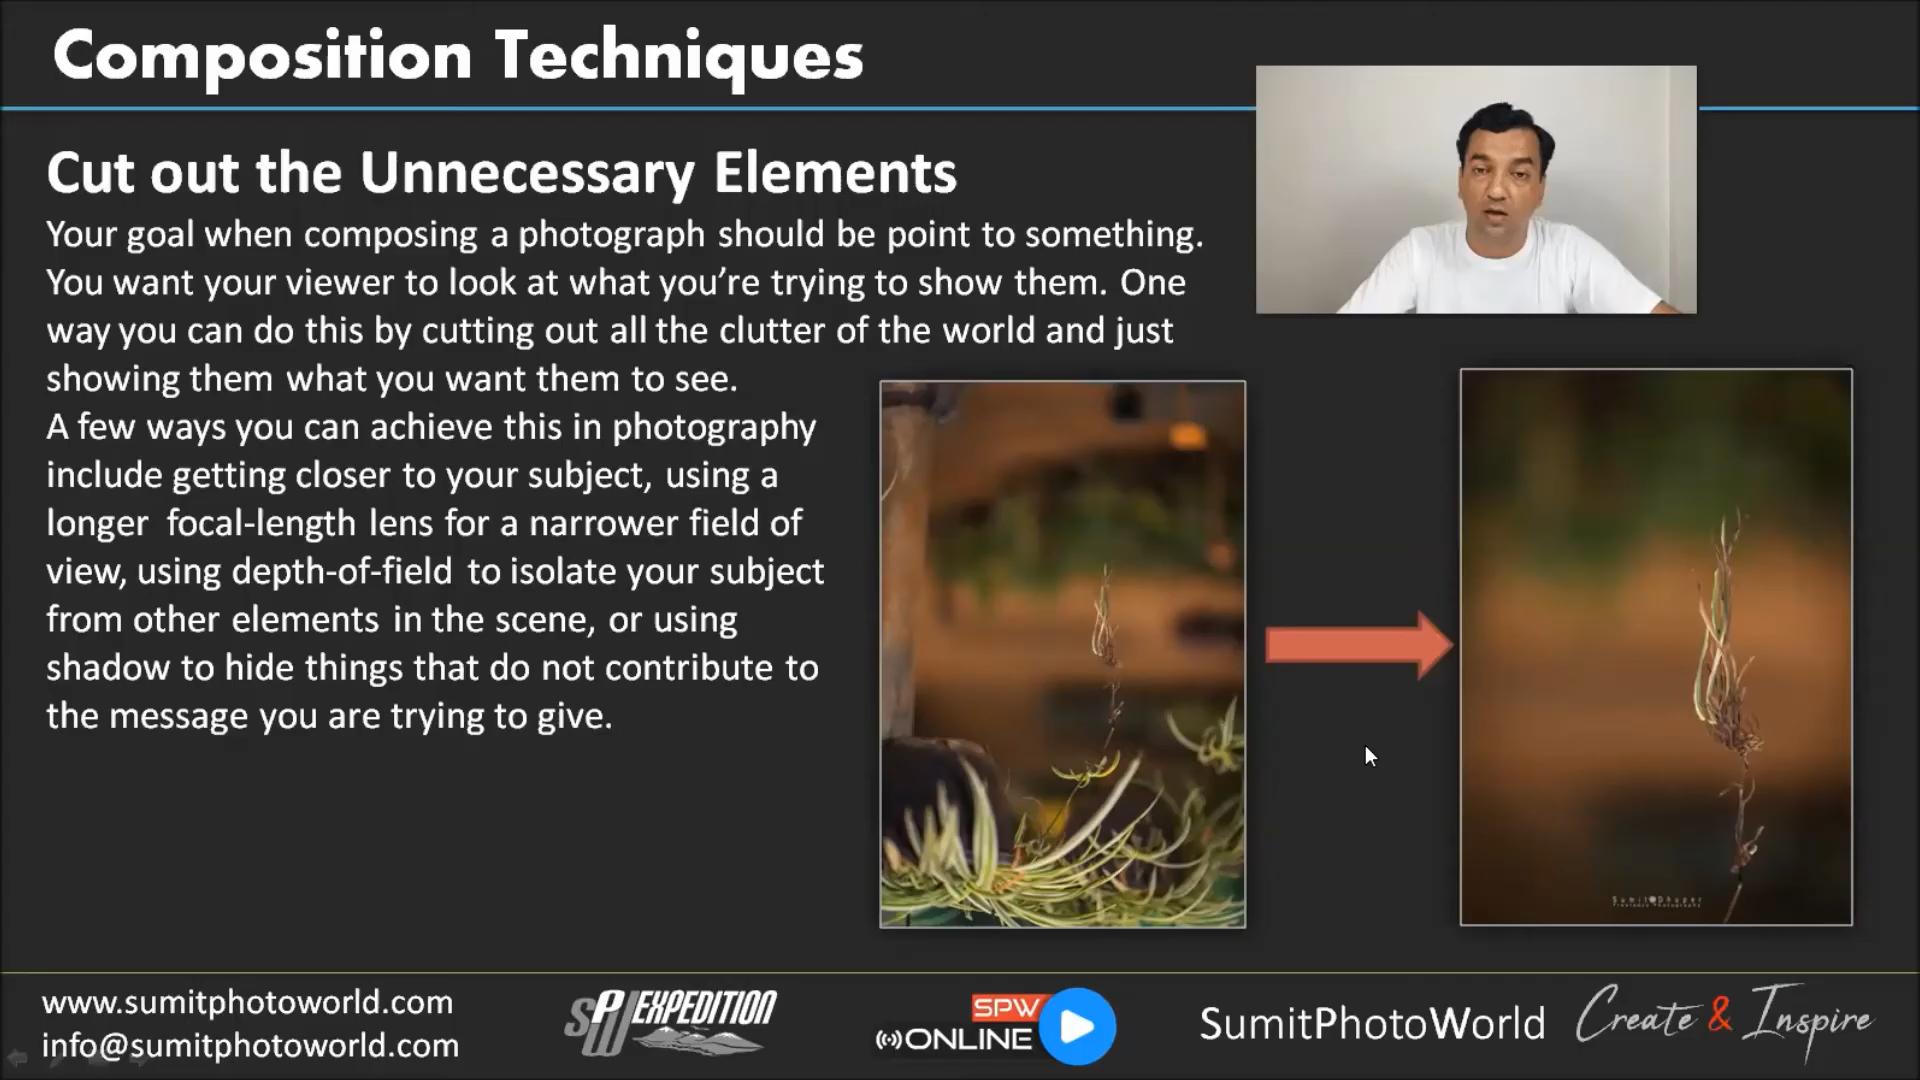 Composition Techniques
Cut out the Unnecessary Elements
Your goal when composing a photograph should be point to something.
You want your viewer to look at what you’re trying to show them. One
way you can do this by cutting out all the clutter of the world and just
showing them what you want them to see.
A few ways you can achieve this in photography
include getting closer to your subject, using a
longer focal-length lens for a narrower field of
view, using depth-of-field to isolate your subject
from other elements in the scene, or using
shadow to hide things that do not contribute to
the message you are trying to give.
Sumit Dhuper
Freelance Photography
www.sumitphotoworld.com
info@sumitphotoworld.com
SPW EXPEDITION
SPW
ONLINE
SumitPhotoWorld
Create & Inspire